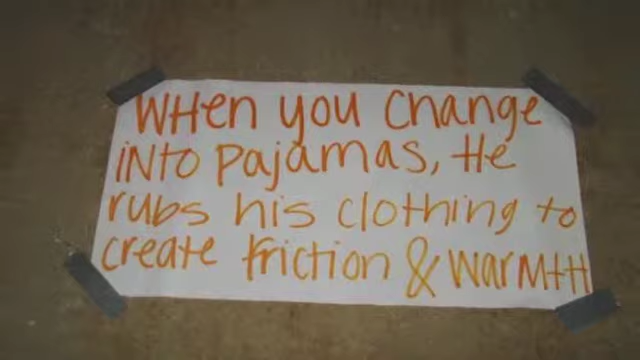 WHen you change
iNto pajamas, He
rubs his clothing to
create friction & warmtH